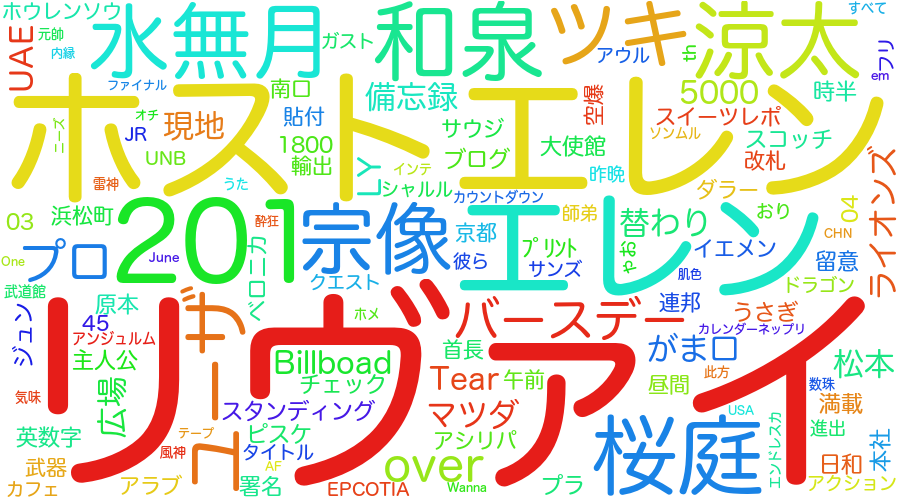 ホウレンソウ
元帥
内縁
UAE
水無月
ガスト
和泉
ツキ
アウル
涼太
すべて
th
フリ
em
ファイナル
ホストエレン
ニーズ
オチ
JR
現地
UNB
雷神
うた
南口
貼付
1800
輸出
備忘録
LY
インテ
シャルル
サウジ
ブログ
大使館
昨晩
空爆
5000
スイーツレポ
ソンムル
改札
ダラー
時半
スコッチ
ライオンズ
03
浜松町
プロ
201
酔狂
ベロニカ
宗像
カウントダウン
京都
彼ら
エレン
師弟
替わり
やお
おり
04
CHN
イエメン
留意
肌色
プリント
サンズ
クエスト
One
武道館
June
原本
45
ジュン
アンジュルム
主人公
気味
広場
ユーザ
リヴァイ
ホメ
Billboad
チェック
バースデー
首長
連邦
うさぎ
ドラゴン
カレンダーネップリ
がま口
此方
松本
Tear
午前
昼間
数珠
満載
英数字
スタンディング
マツダ
ピスケ
アシリパ
テープ
風神
タイトル
武器
カフェ
アラブ
AF
署名
EPCOTIA
over
Wanna
プラ
桜庭
USA
エンドレスカ
進出
日和
本社
アクション